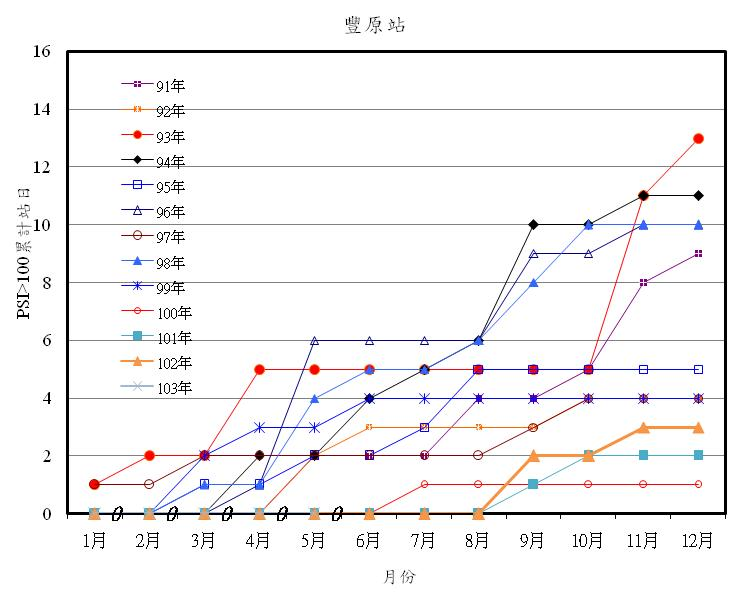 豐原站
16
14
12
10
8
6
4
2
0
PSI>100累計站日
91年
92年
93年
94年
95年
96年
97年
98年
99年
100年
101年
102年
103年
0 0 0 0 0
1月 2月 3月 4月 5月 6月 7月 8月 9月 10月 11月 12月
月份